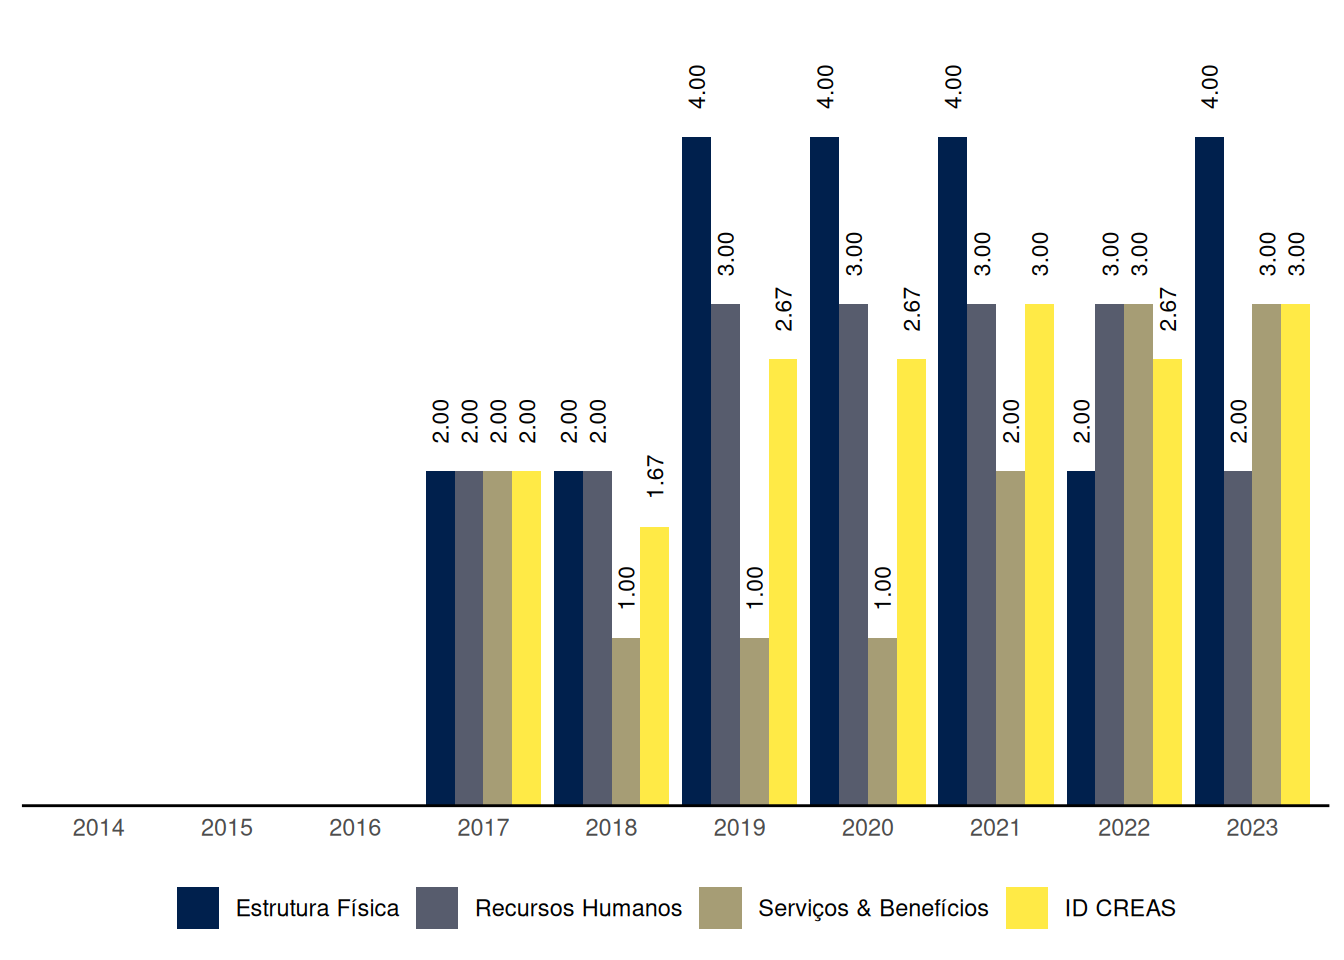 4.00 4.00 4.00 4.00
3.00 3.00 3.00 3.00 3.00 3.00 3.00 3.00
2.67 2.67 2.67
2.00 2.00 2.00 2.00 2.00 2.00 2.00 2.00 2.00
1.67
1.00 1.00 1.00
2014 2015 2016 2017 2018 2019 2020 2021 2022 2023
Estrutura Física Recursos Humanos Serviços & Benefícios ID CREAS